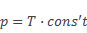 p = T · cons't